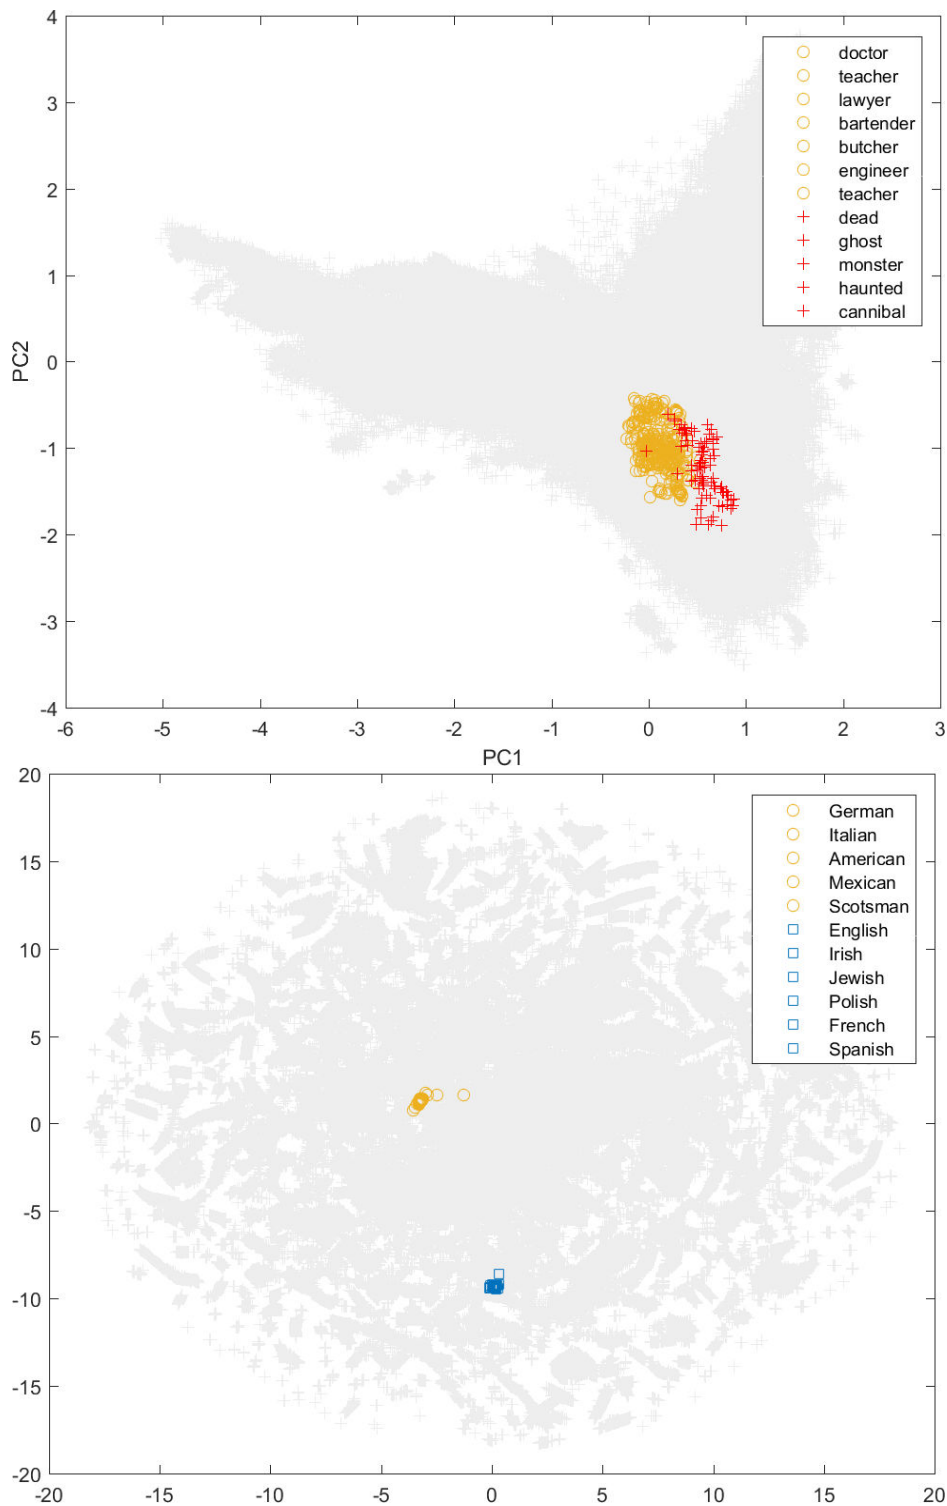 4
3
2
1
0
-1
-2
-3
-4
PC2
doctor
teacher
lawyer
bartender
butcher
engineer
teacher
dead
ghost
monster
haunted
cannibal
-6 -5 -4 -3 -2 -1 0 1 2 3
PC1
20
15
10
5
0
-5
-10
-15
-20
German
Italian
American
Mexican
Scotsman
English
Irish
Jewish
Polish
French
Spanish
-20 -15 -10 -5 0 5 10 15 20